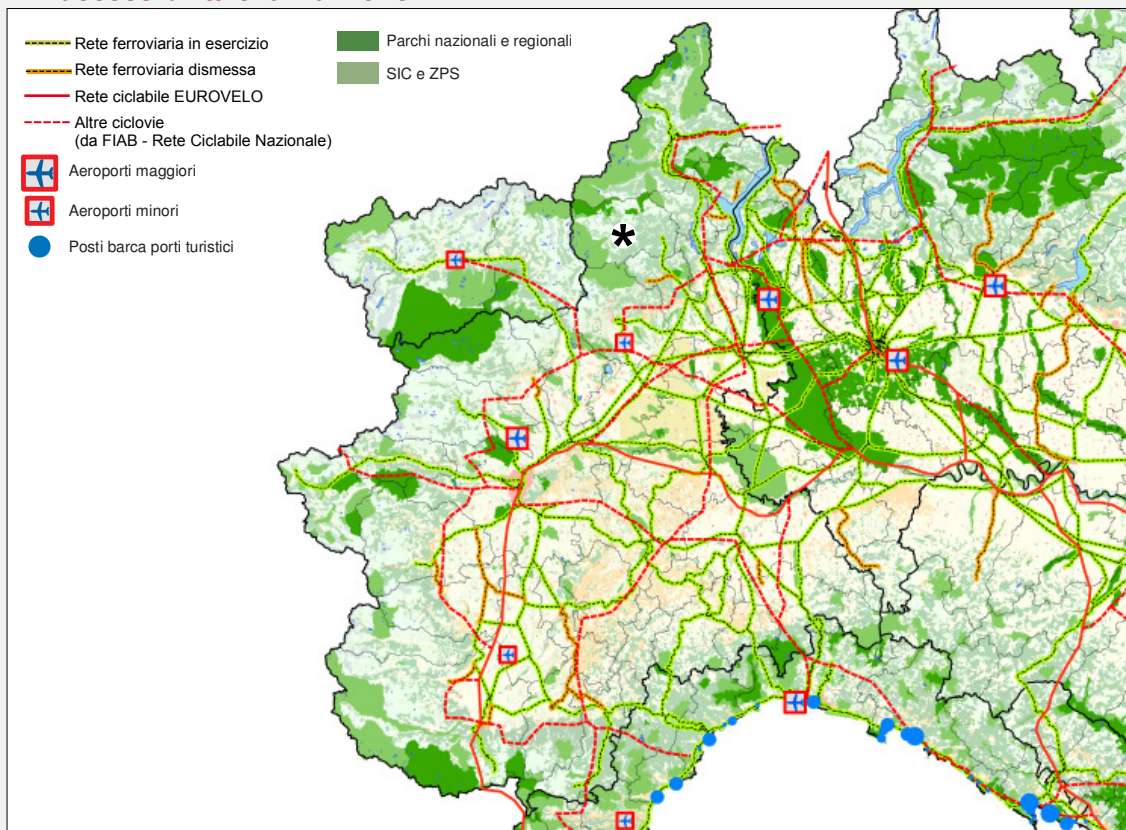 Rete ferroviaria in esercizio
Rete ferroviaria dismessa
Rete ciclabile EUROVELO
Altre ciclovie
(da FIAB - Rete Ciclabile Nazionale)
Aeroporti maggiori
Aeroporti minori
Posti barca porti turistici
Parchi nazionali e regionali
SIC e ZPS
*